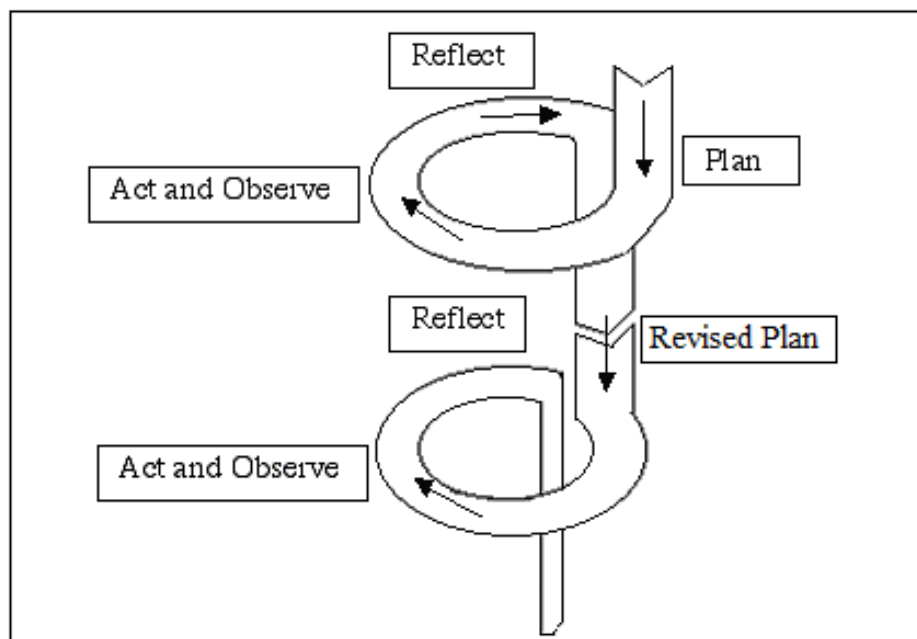 Reflect
Plan
Act and Observe
Reflect
Revised Plan
Act and Observe